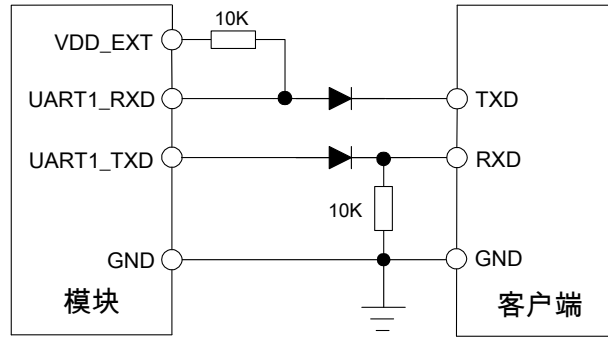 10K
VDD_EXT
UART1_RXD
TXD
UART1_TXD
RXD
10K
GND
GND
模块
客户端